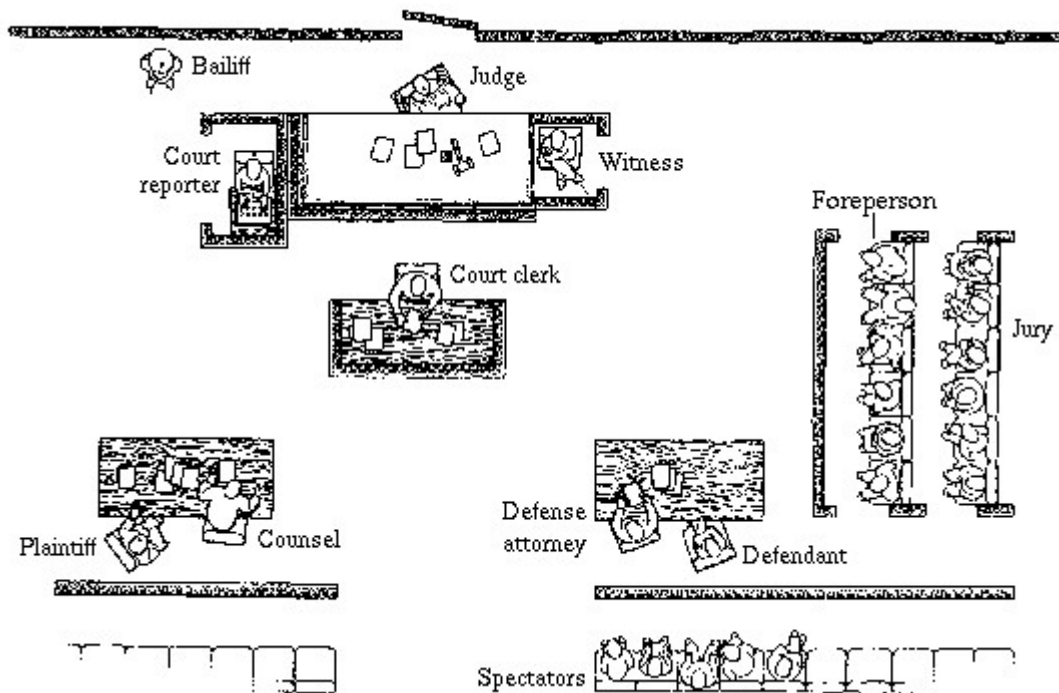 Bailiff
Judge
Court
reporter
Witness
Foreperson
Court clerk
Jury
Defense
attorney
Plaintiff
Counsel
Defendant
Spectators